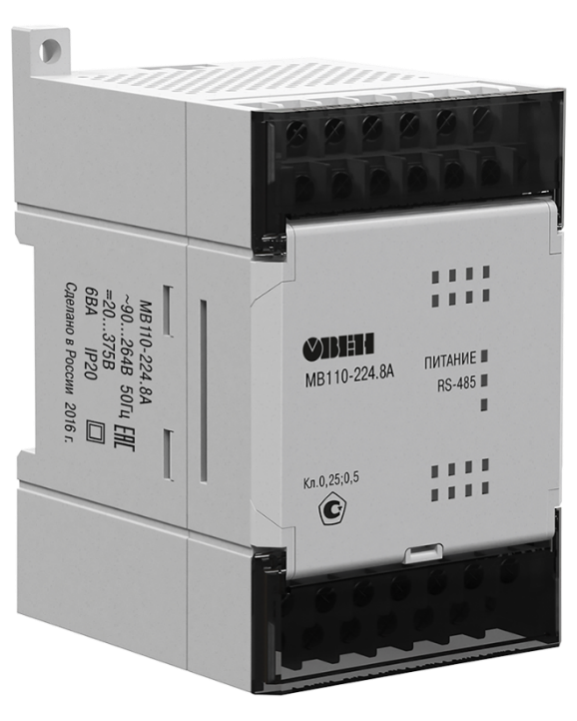 ОВЕН
МВ110-224.8А
ПИТАНИЕ
RS-485
Кл.0,25;0,5
С
МВ110-224.8А
~90...264В 50Гц
=20...375В
6ВА IP20
Сделано в России 2016 г.
ЕАС